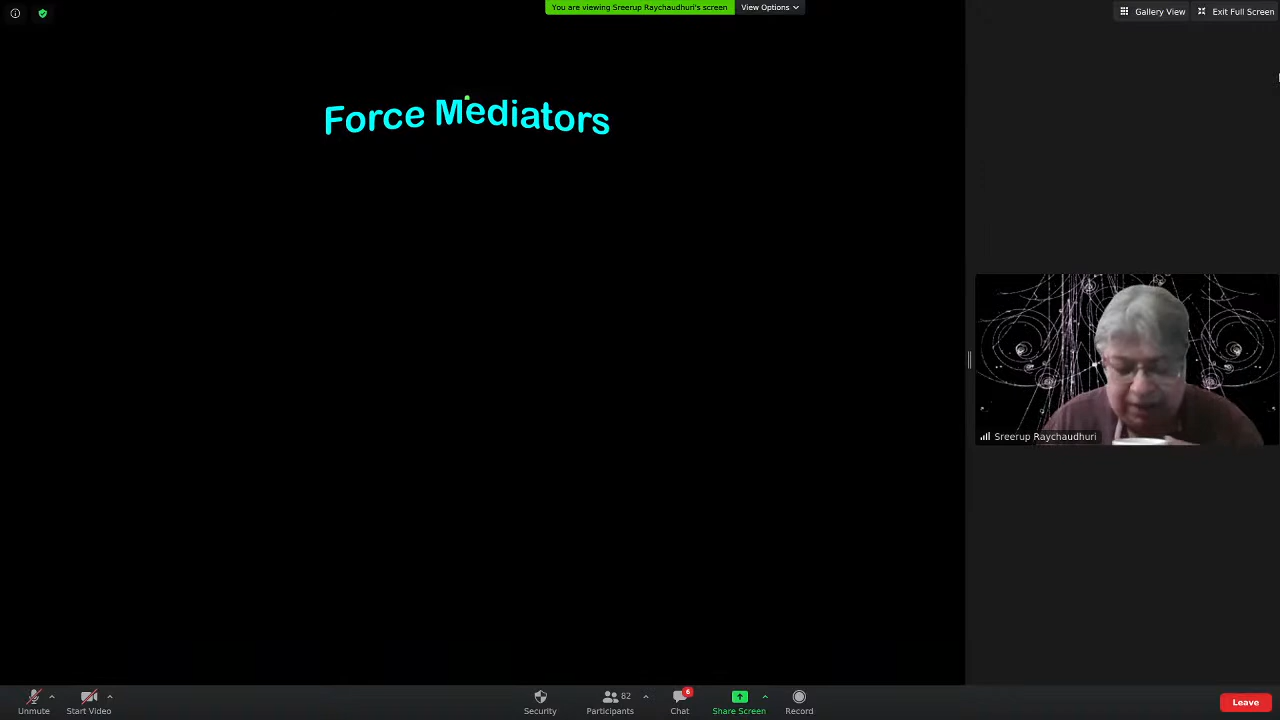 You are viewing Sreerup Raychaudhuri's screen
View Options
Gallery View
Exit Full Screen
Force Mediators
Sreerup Raychaudhuri
Unmute
Start Video
Security
Participants
82
Chat
6
Share Screen
Record
Leave